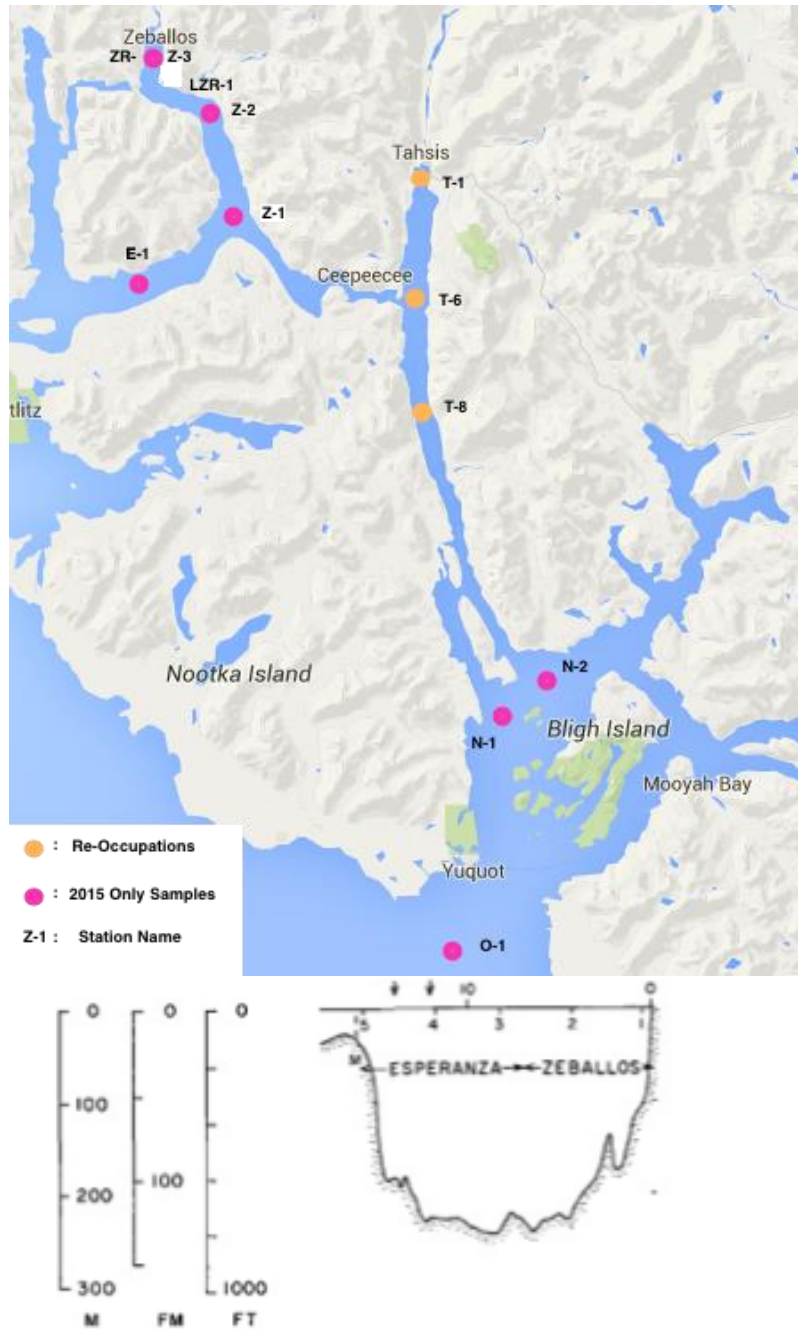 Zeballos
ZR- Z-3
LZR-1
Z-2
Tahsis
T-1
Z-1
E-1
Ceepeecee
T-6
tlitz
T-8
Nootka Island
N-2
N-1
Bligh Island
Mooyah Bay
: Re-Occupations
Yuquot
: 2015 Only Samples
Z-1 : Station Name
O-1
0 0 0 10 0
5 4 3 2 1
M ESPERANZA ZEBALLOS
100
100
200
300 1000
M FM FT